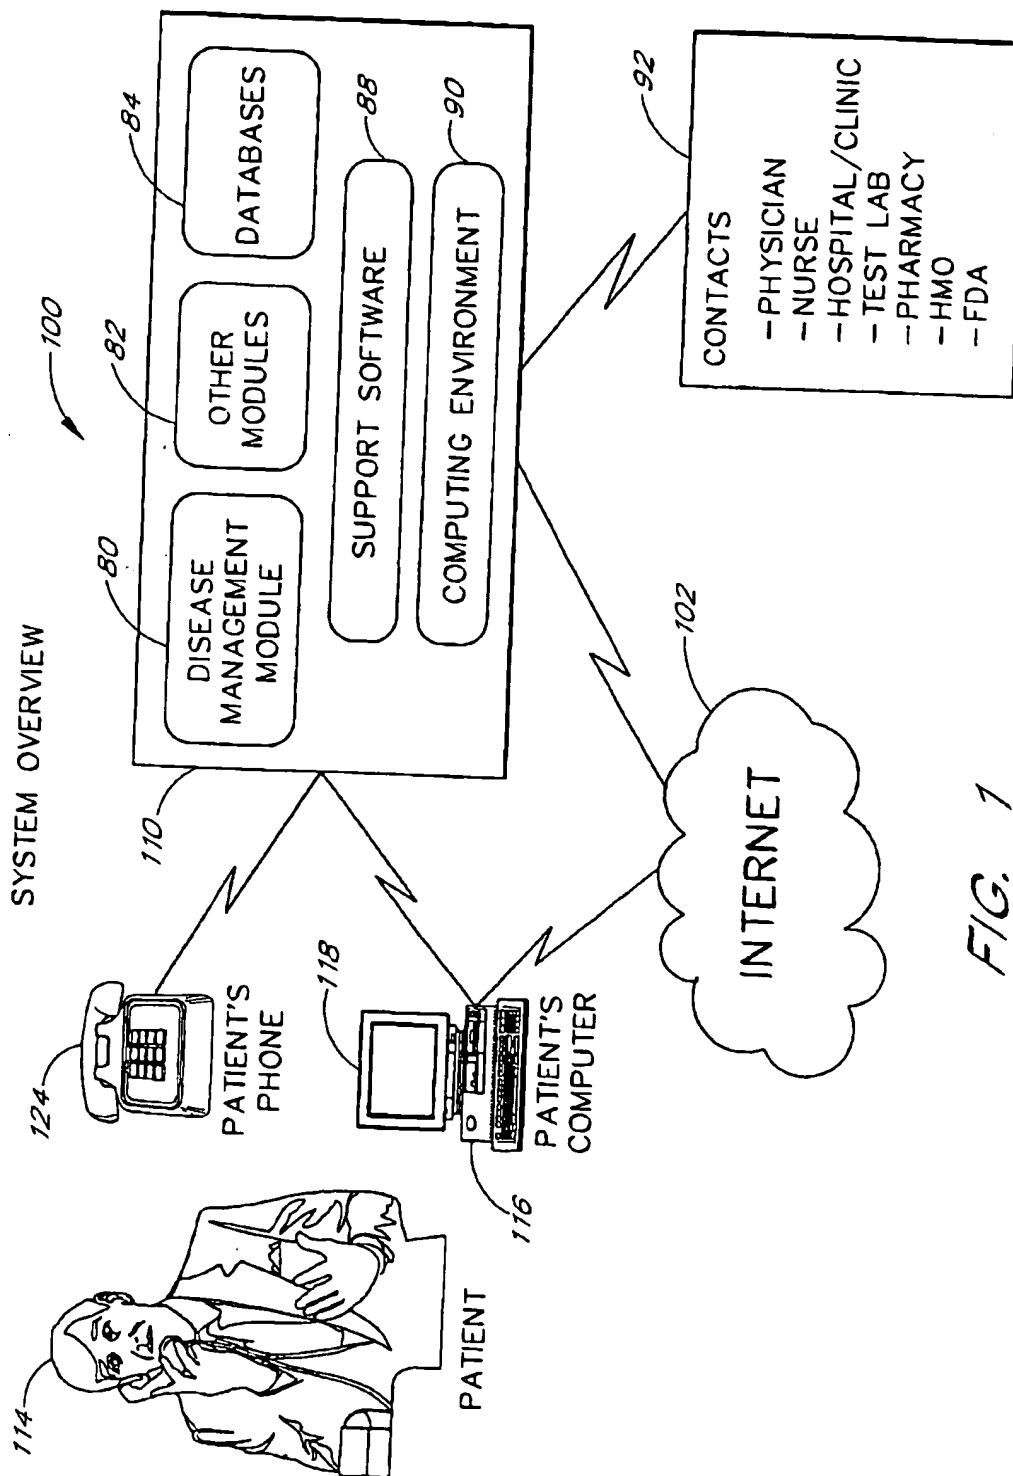 SYSTEM OVERVIEW
100
114
PATIENT
124
PATIENT'S
PHONE
118
116
PATIENT'S
COMPUTER
110
80
DISEASE
MANAGEMENT
MODULE
82
OTHER
MODULES
84
DATABASES
88
SUPPORT SOFTWARE
90
COMPUTING ENVIRONMENT
102
INTERNET
92
CONTACTS
- PHYSICIAN
- NURSE
- HOSPITAL/CLINIC
- TEST LAB
- PHARMACY
- HMO
- FDA
FIG. 1